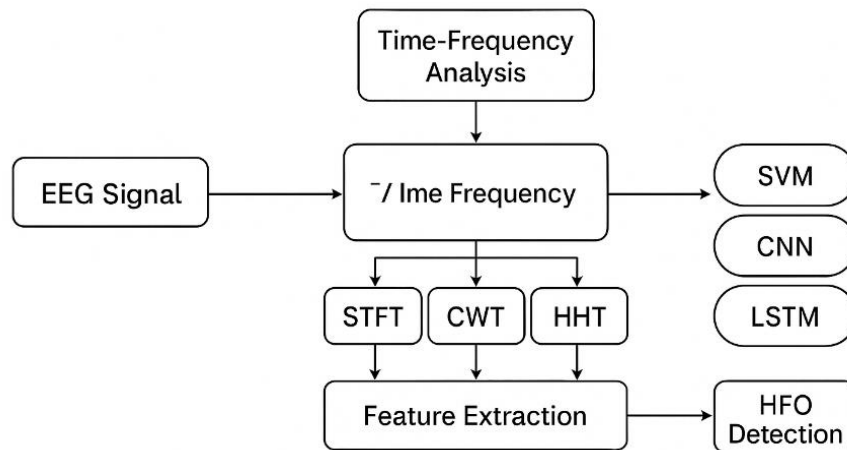 Time-Frequency
Analysis
EEG Signal
¯/ Ime Frequency
SVM
CNN
LSTM
STFT
CWT
HHT
Feature Extraction
HFO
Detection